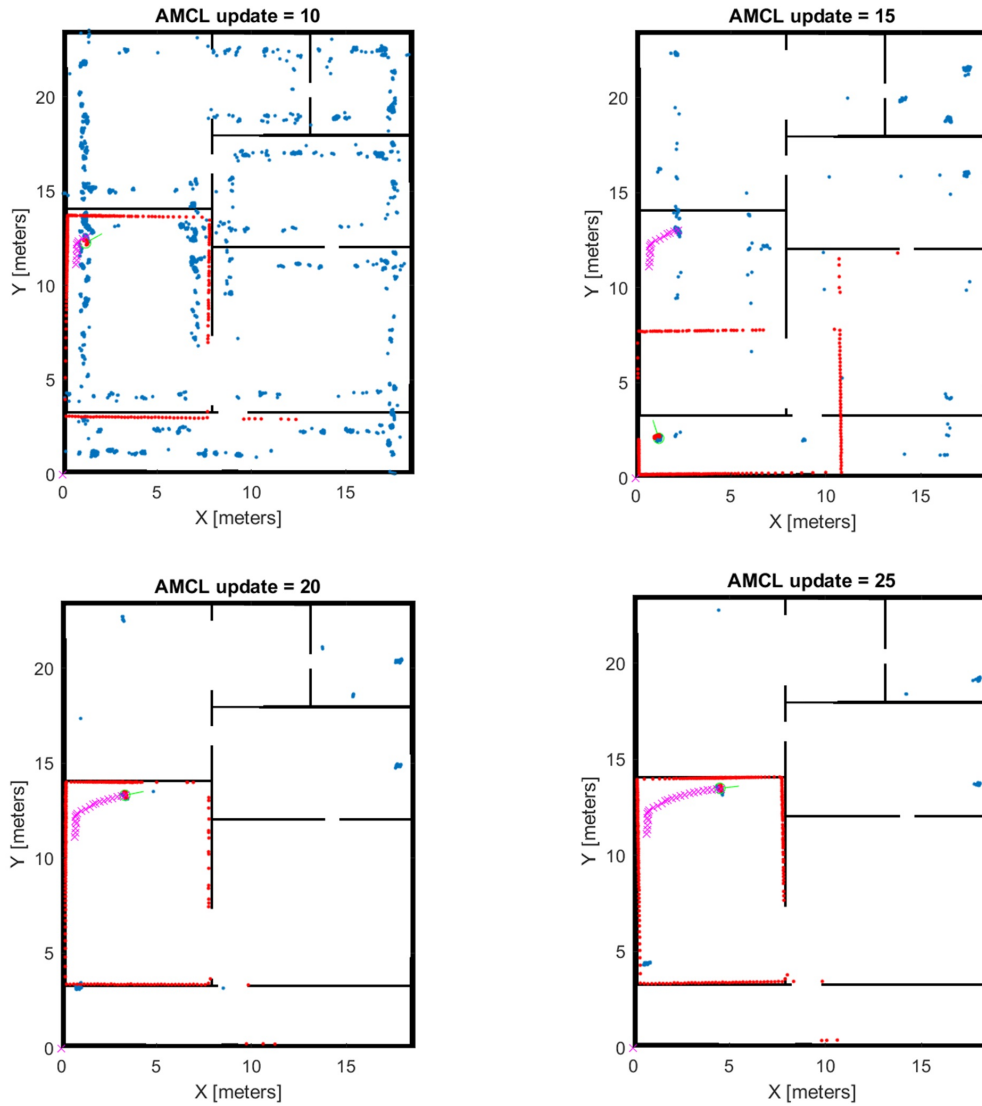 AMCL update = 10
20
15
10
5
0
Y [meters]
0 5 10 15
X [meters]
AMCL update = 15
20
15
10
5
0
Y [meters]
0 5 10 15
X [meters]
AMCL update = 20
20
15
10
5
0
Y [meters]
0 5 10 15
X [meters]
AMCL update = 25
20
15
10
5
0
Y [meters]
0 5 10 15
X [meters]